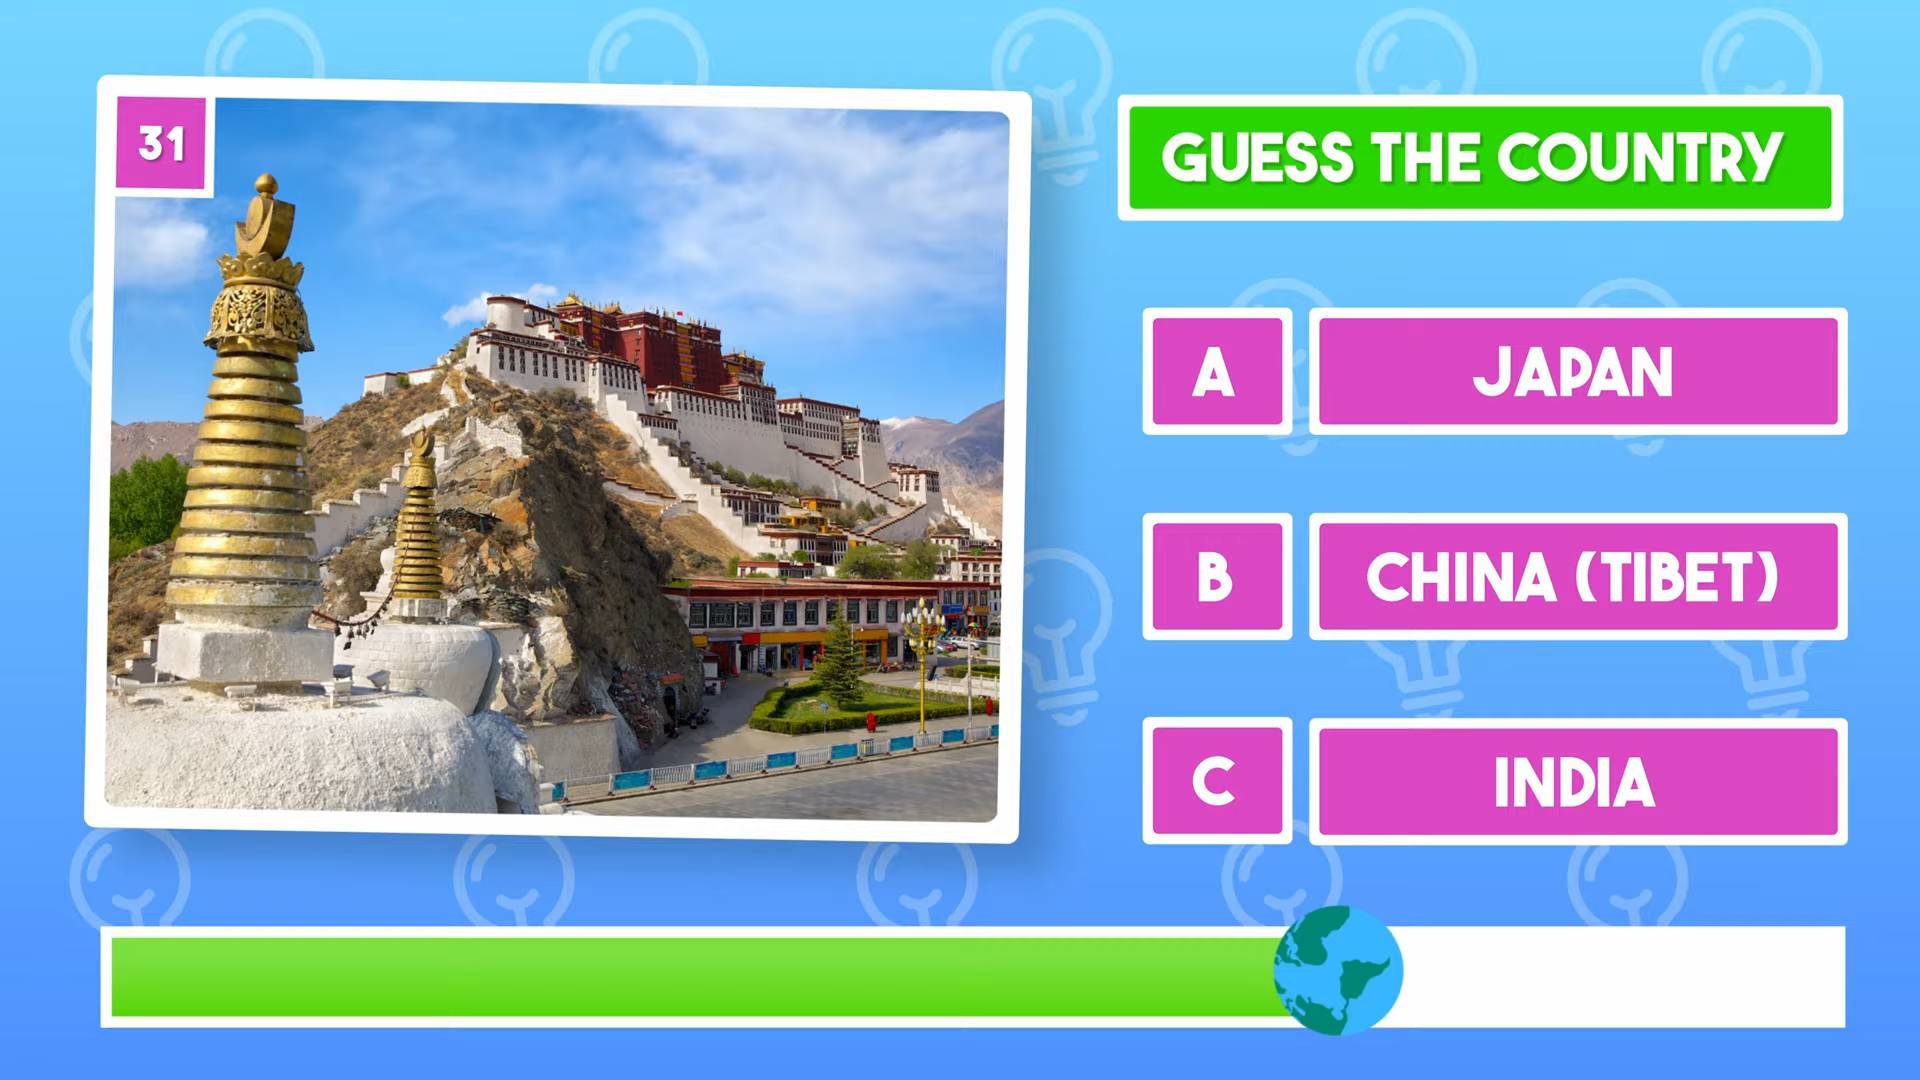 31
GUESS THE COUNTRY
A
JAPAN
B
CHINA (TIBET)
C
INDIA